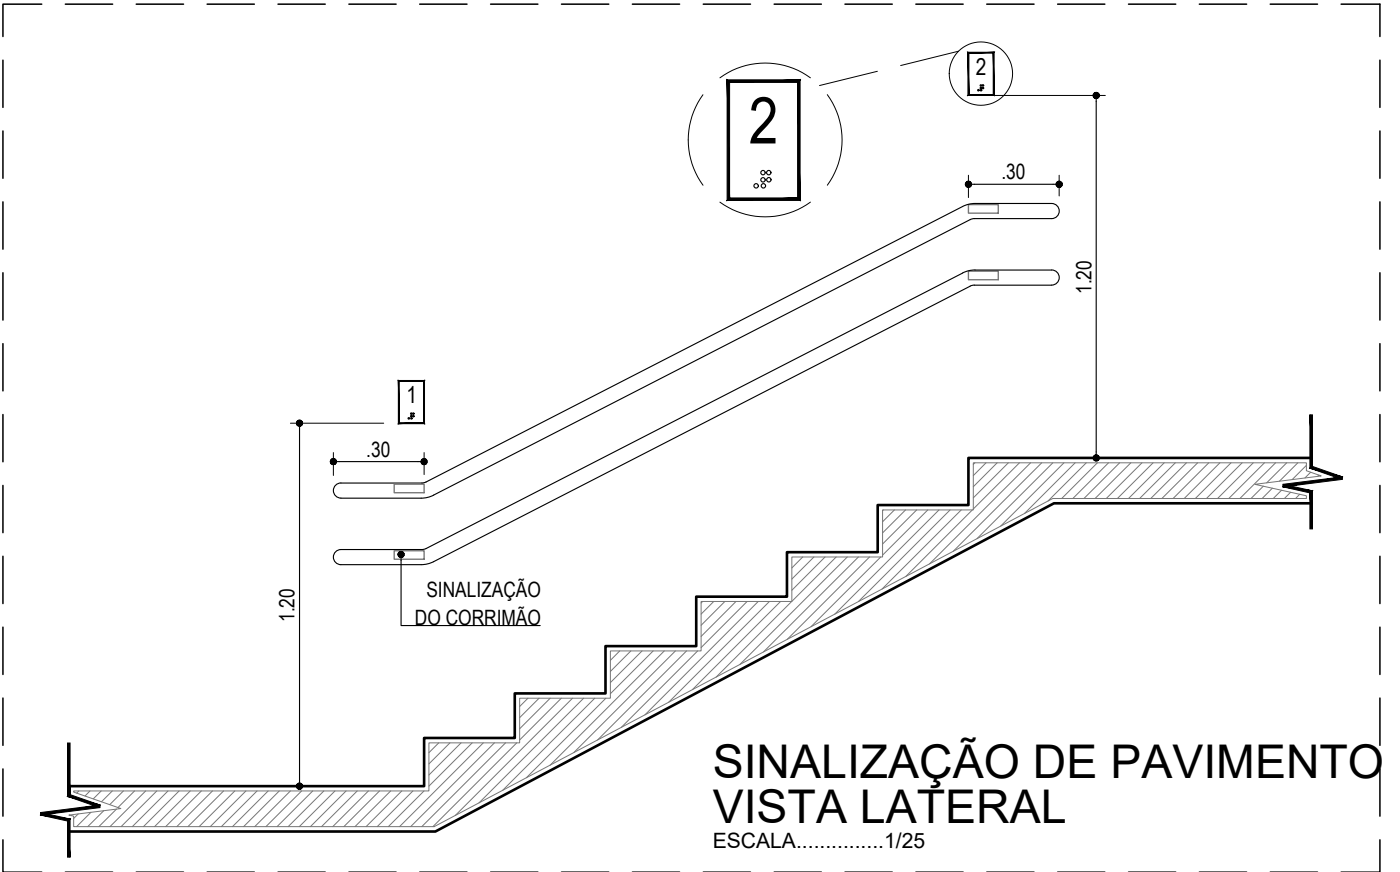 2
2
.30
1.20
1
.30
1.20
SINALIZAÇÃO
DO CORRIMÃO
SINALIZAÇÃO DE PAVIMENTO
VISTA LATERAL
ESCALA...............1/25